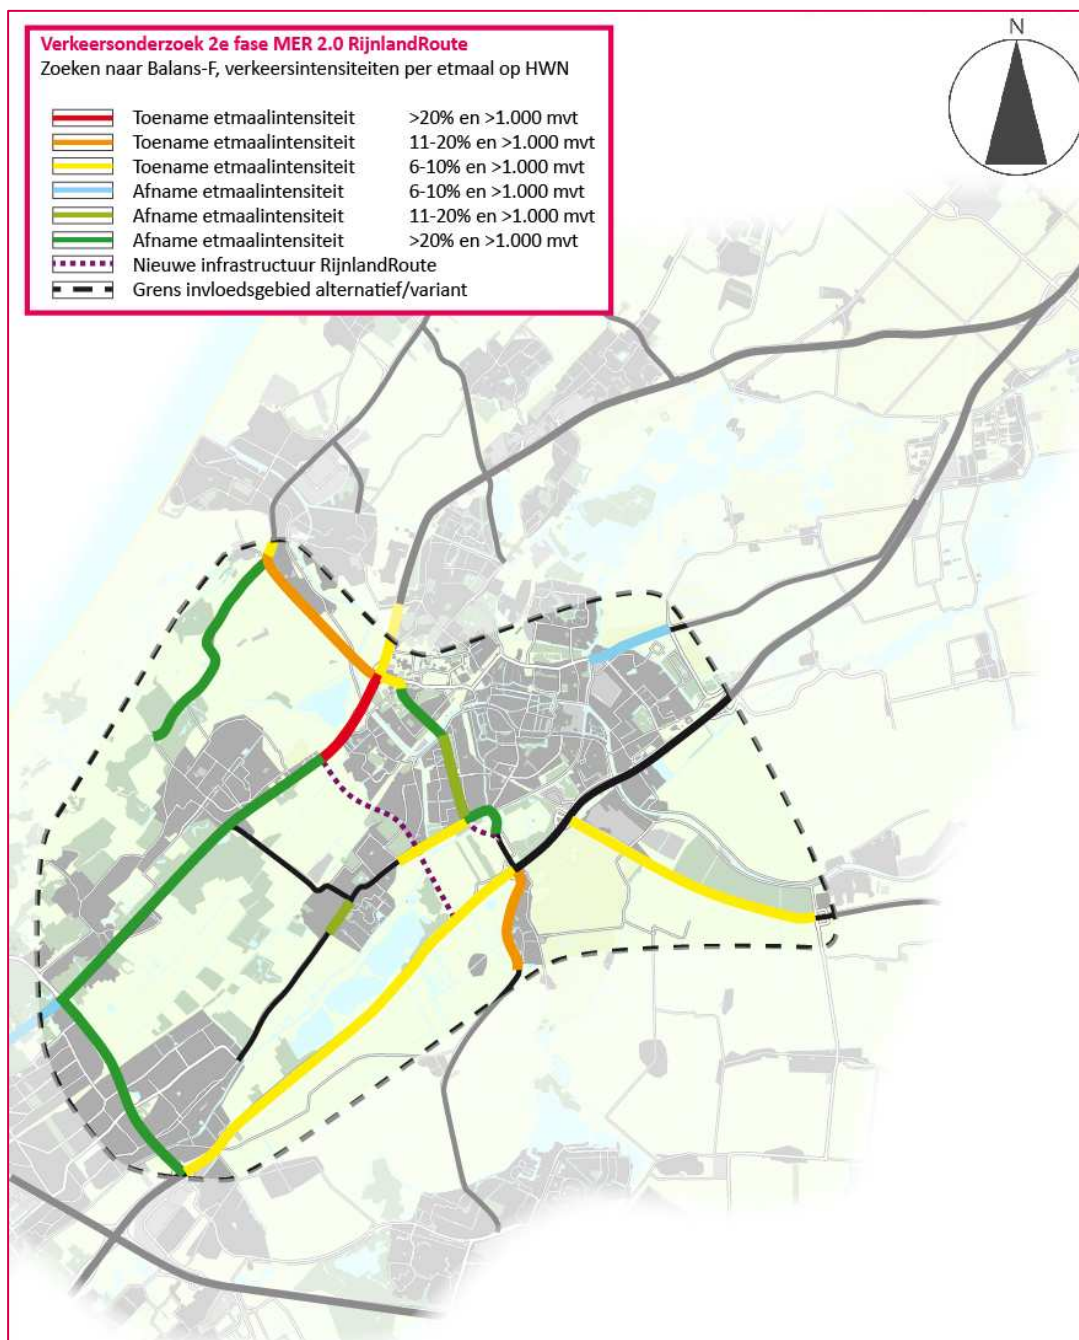 Verkeersonderzoek 2e fase MER 2.0 RijnlandRoute
Zoeken naar Balans-F, verkeersintensiteiten per etmaal op HWN
Toename etmaalintensiteit >20% en >1.000 mvt
Toename etmaalintensiteit 11-20% en >1.000 mvt
Toename etmaalintensiteit 6-10% en >1.000 mvt
Afname etmaalintensiteit 6-10% en >1.000 mvt
Afname etmaalintensiteit 11-20% en >1.000 mvt
Afname etmaalintensiteit >20% en >1.000 mvt
Nieuwe infrastructuur RijnlandRoute
Grens invloedsgebied alternatief/variant
N